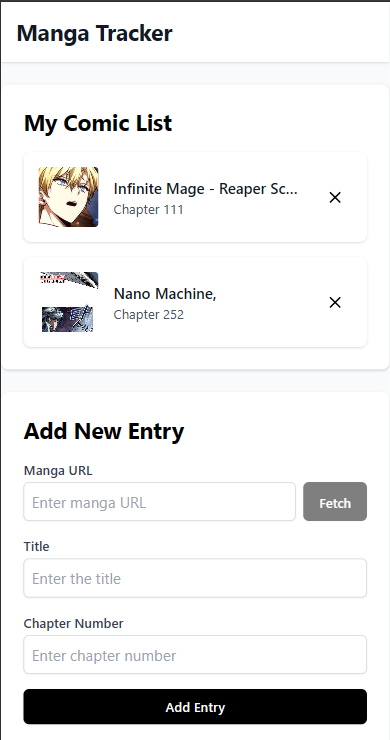 Manga Tracker
My Comic List
Infinite Mage - Reaper Sc...
Chapter 111
Nano Machine,
Chapter 252
Add New Entry
Manga URL
Enter manga URL
Fetch
Title
Enter the title
Chapter Number
Enter chapter number
Add Entry